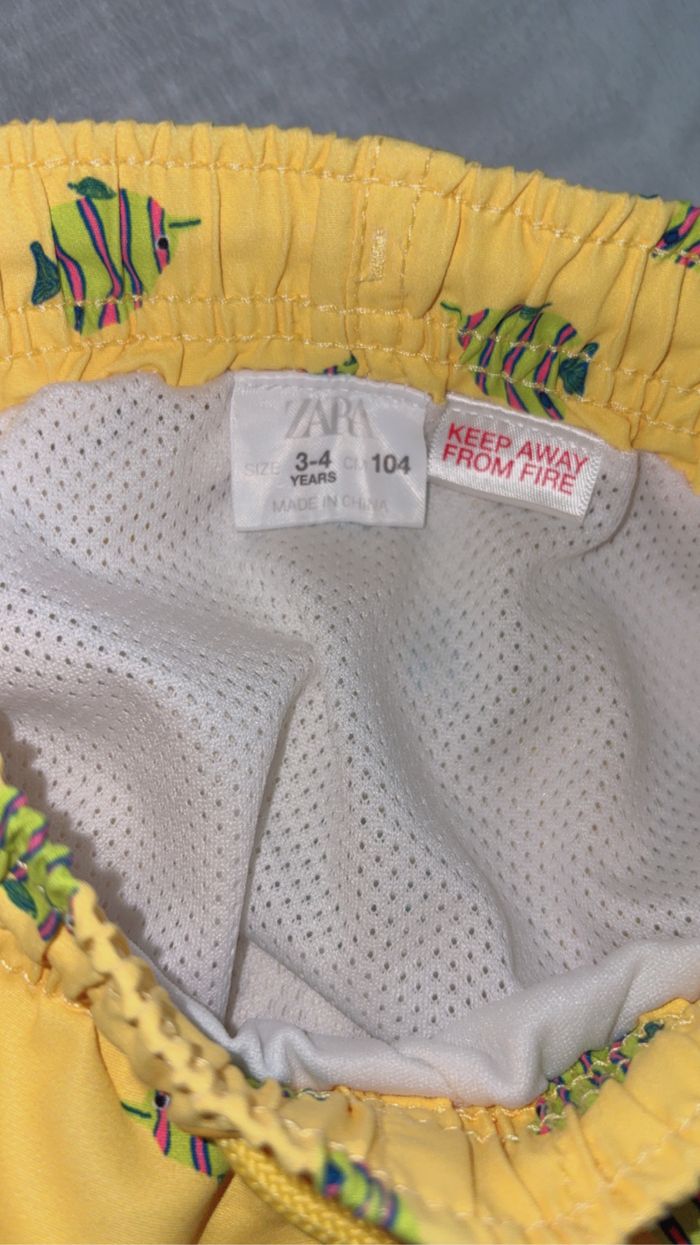 ZARA
SIZE 3-4 CM 104
YEARS
MADE IN CHINA
KEEP AWAY
FROM FIRE